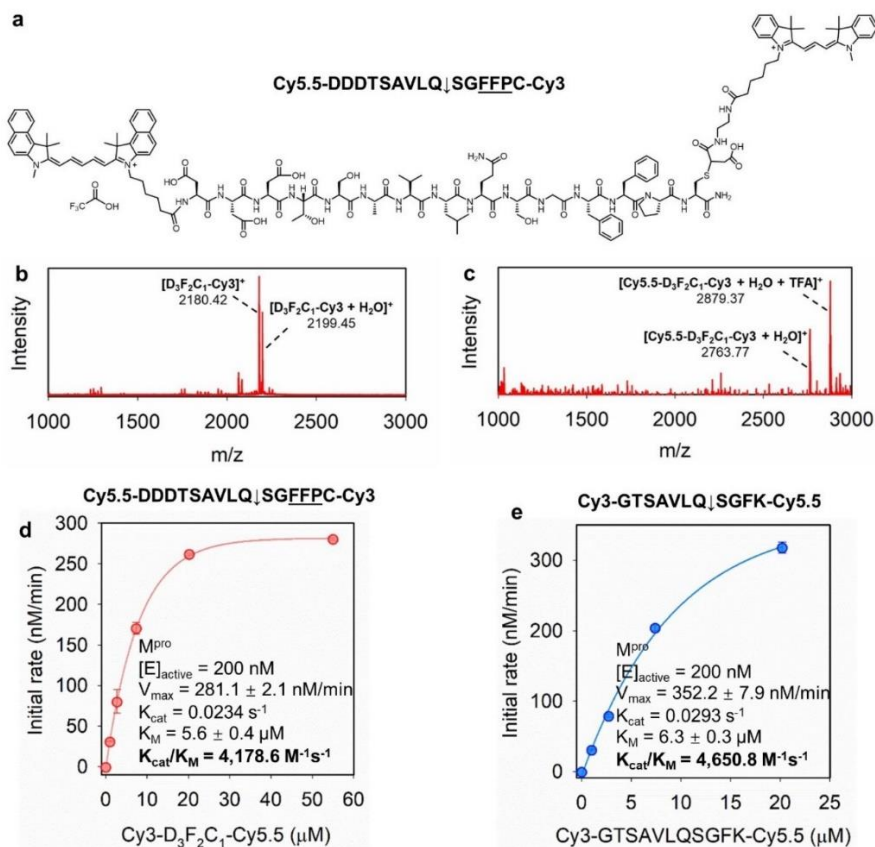 a
Cy5.5-DDDTSAVLQ↓SGFFPC-Cy3
b
[D₃F₂C₁-Cy3]⁺
2180.42
[D₃F₂C₁-Cy3 + H₂O]⁺
2199.45
Intensity
1000 1500 2000 2500 3000
m/z
c
[Cy5.5-D₃F₂C₁-Cy3 + H₂O + TFA]⁺
2879.37
[Cy5.5-D₃F₂C₁-Cy3 + H₂O]⁺
2763.77
Intensity
1000 1500 2000 2500 3000
m/z
Cy5.5-DDDTSAVLQ↓SGFFPC-Cy3
d
300
250
200
150
100
50
0
Initial rate (nM/min)
Mᵖʳᵒ
[E]active = 200 nM
Vmax = 281.1 ± 2.1 nM/min
Kcat = 0.0234 s⁻¹
KM = 5.6 ± 0.4 µM
Kcat/KM = 4,178.6 M⁻¹s⁻¹
0 10 20 30 40 50 60
Cy3-D₃F₂C₁-Cy5.5 (µM)
Cy3-GTSAVLQ↓SGFK-Cy5.5
e
300
200
100
0
Initial rate (nM/min)
Mᵖʳᵒ
[E]active = 200 nM
Vmax = 352.2 ± 7.9 nM/min
Kcat = 0.0293 s⁻¹
KM = 6.3 ± 0.3 µM
Kcat/KM = 4,650.8 M⁻¹s⁻¹
0 5 10 15 20 25
Cy3-GTSAVLQSGFK-Cy5.5 (µM)